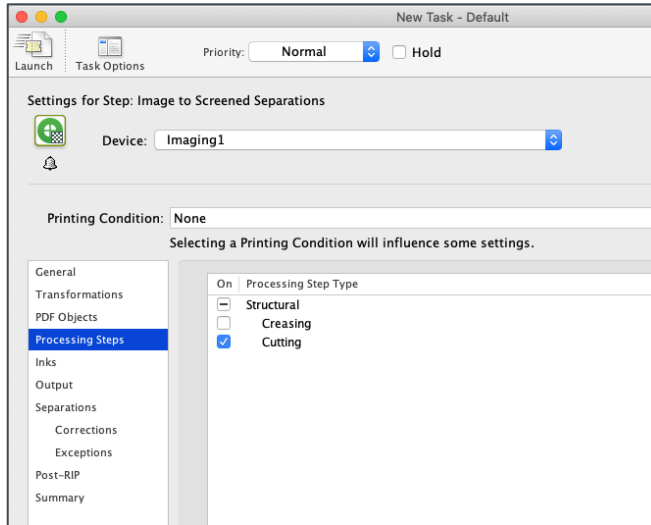 New Task - Default
Launch
Task Options
Priority: Normal
Hold
Settings for Step: Image to Screened Separations
Device: Imaging1
Printing Condition: None
Selecting a Printing Condition will influence some settings.
General
Transformations
PDF Objects
Processing Steps
Inks
Output
Separations
Corrections
Exceptions
Post-RIP
Summary
On Processing Step Type
Structural
Creasing
Cutting